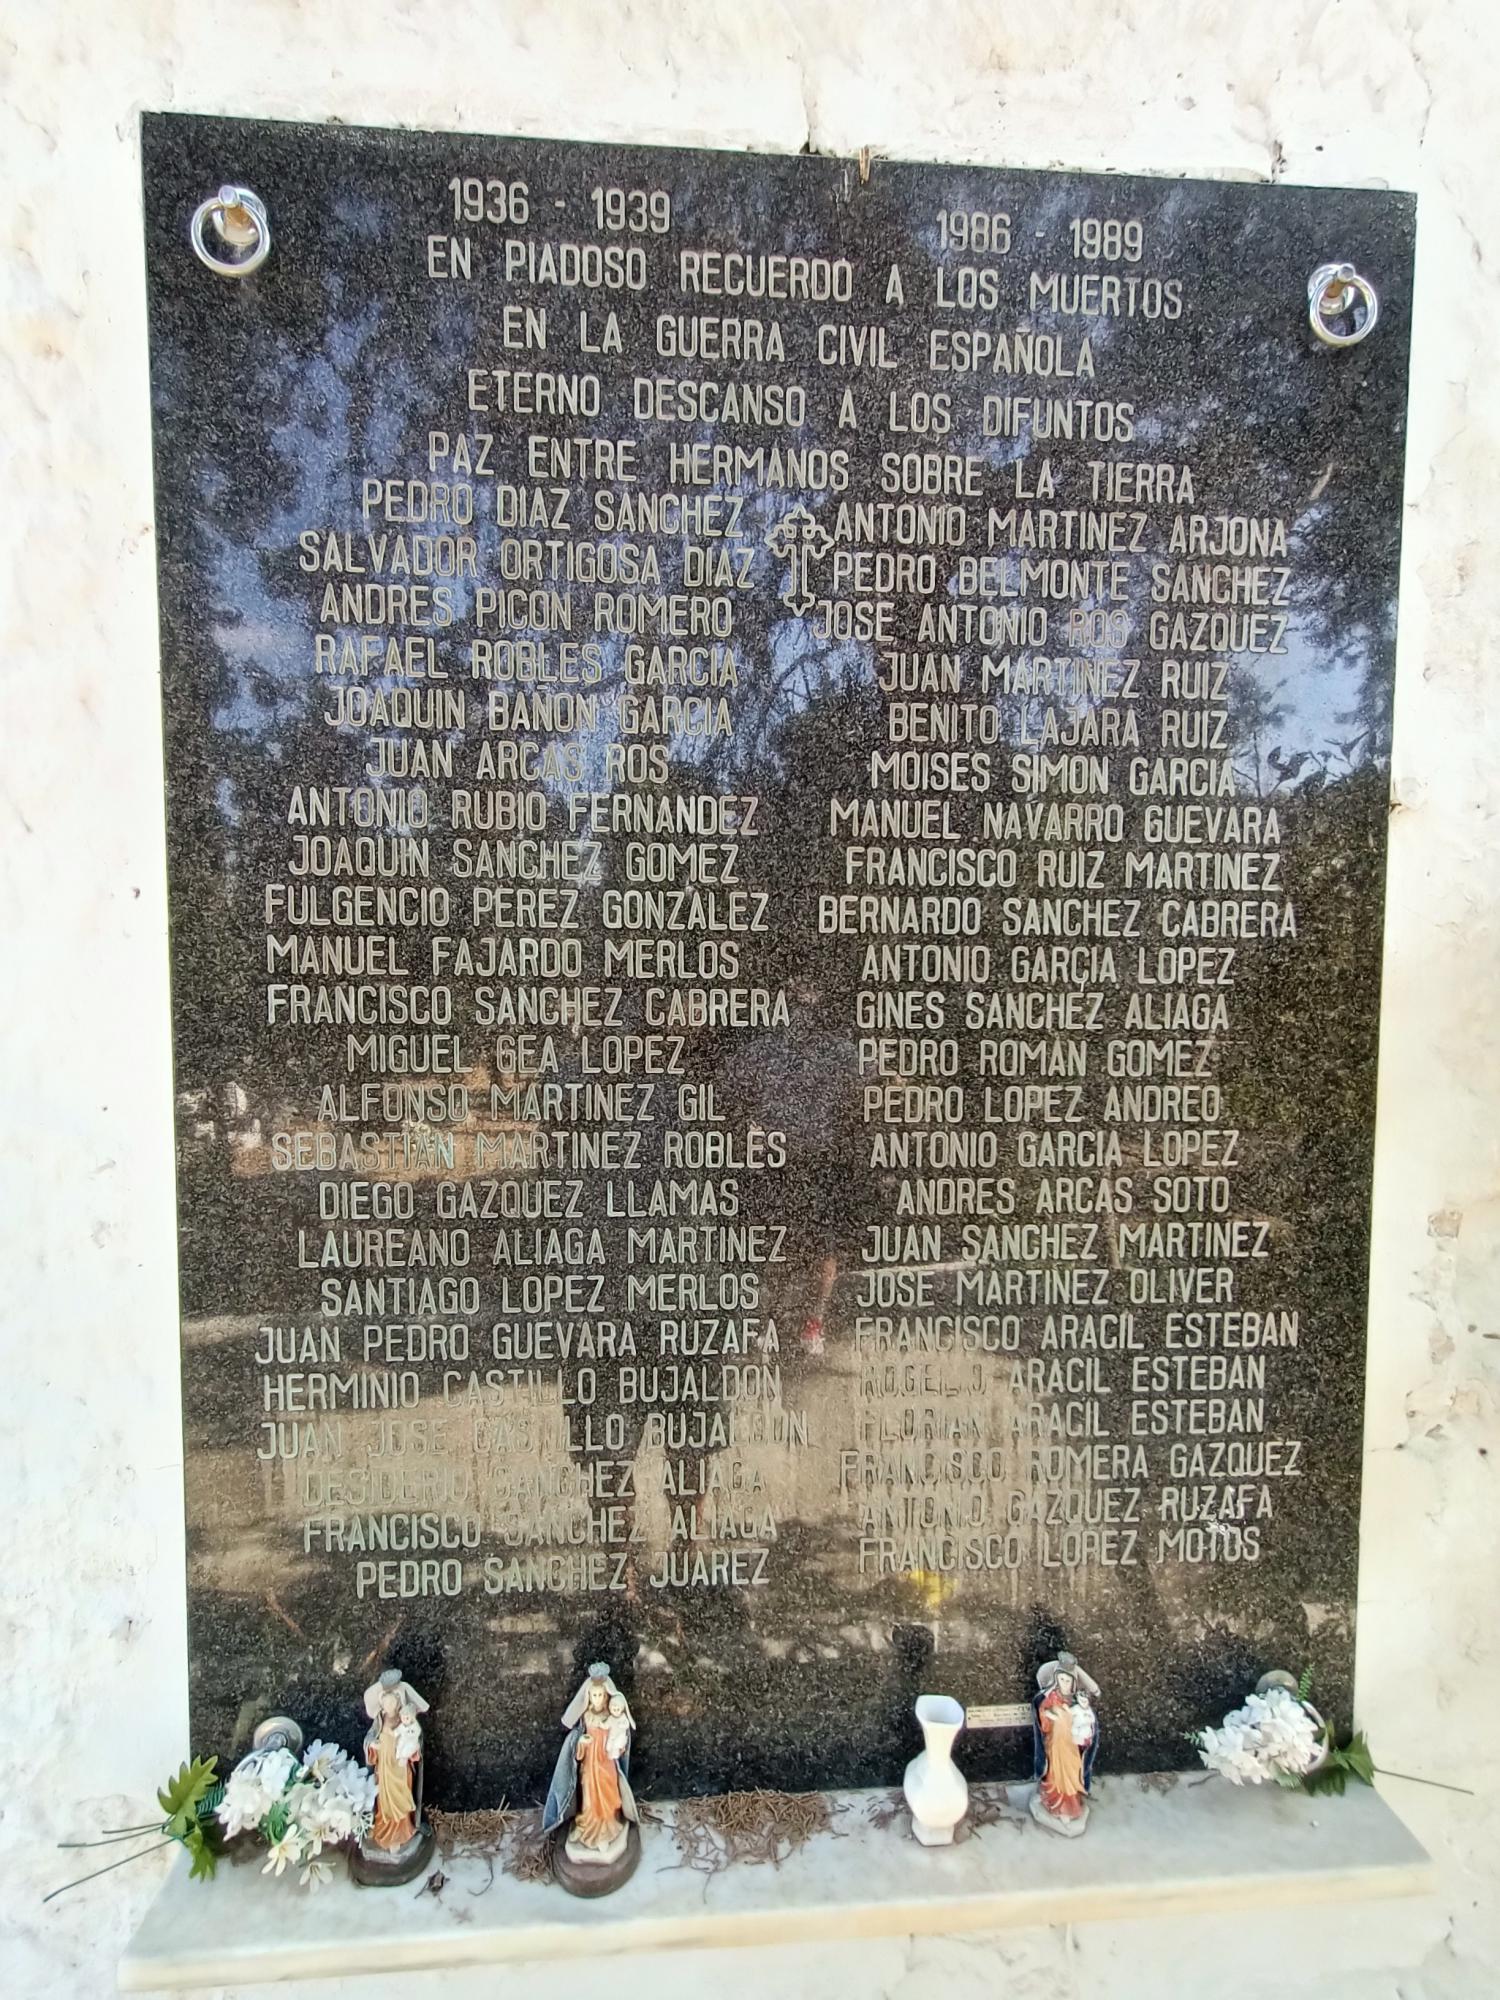 1936 - 1939 1986 - 1989
EN PIADOSO RECUERDO A LOS MUERTOS
EN LA GUERRA CIVIL ESPAÑOLA
ETERNO DESCANSO A LOS DIFUNTOS
PAZ ENTRE HERMANOS SOBRE LA TIERRA
PEDRO DIAZ SANCHEZ
SALVADOR ORTIGOSA DIAZ
ANDRES PICON ROMERO
RAFAEL ROBLES GARCIA
JOAQUIN BAÑON GARCIA
JUAN ARCAS ROS
ANTONIO RUBIO FERNANDEZ
JOAQUIN SANCHEZ GOMEZ
FULGENCIO PEREZ GONZALEZ
MANUEL FAJARDO MERLOS
FRANCISCO SANCHEZ CABRERA
MIGUEL GEA LOPEZ
ALFONSO MARTINEZ GIL
SEBASTIAN MARTINEZ ROBLES
DIEGO GAZQUEZ LLAMAS
LAUREANO ALIAGA MARTINEZ
SANTIAGO LOPEZ MERLOS
JUAN PEDRO GUEVARA RUZAFA
HERMINIO CASTILLO BUJALDON
JUAN JOSE CASTILLO BUJALDON
DESIDERIO SANCHEZ ALIAGA
FRANCISCO SANCHEZ ALIAGA
PEDRO SANCHEZ JUAREZ
ANTONIO MARTINEZ ARJONA
PEDRO BELMONTE SANCHEZ
JOSE ANTONIO ROS GAZQUEZ
JUAN MARTINEZ RUIZ
BENITO LAJARA RUIZ
MOISES SIMON GARCIA
MANUEL NAVARRO GUEVARA
FRANCISCO RUIZ MARTINEZ
BERNARDO SANCHEZ CABRERA
ANTONIO GARCIA LOPEZ
GINES SANCHEZ ALIAGA
PEDRO ROMAN GOMEZ
PEDRO LOPEZ ANDREO
ANTONIO GARCIA LOPEZ
ANDRES ARCAS SOTO
JUAN SANCHEZ MARTINEZ
JOSE MARTINEZ OLIVER
FRANCISCO ARACIL ESTEBAN
ROGELIO ARACIL ESTEBAN
FLORIAN ARACIL ESTEBAN
FRANCISCO ROMERA GAZQUEZ
ANTONIO GAZQUEZ RUZAFA
FRANCISCO LOPEZ MOTOS